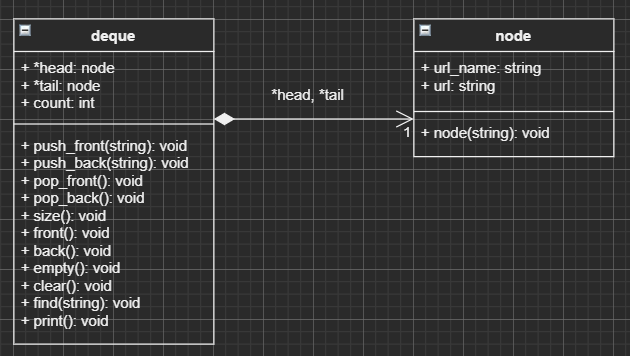 deque
+ *head: node
+ *tail: node
+ count: int
+ push_front(string): void
+ push_back(string): void
+ pop_front(): void
+ pop_back(): void
+ size(): void
+ front(): void
+ back(): void
+ empty(): void
+ clear(): void
+ find(string): void
+ print(): void
*head, *tail
1
node
+ url_name: string
+ url: string
+ node(string): void